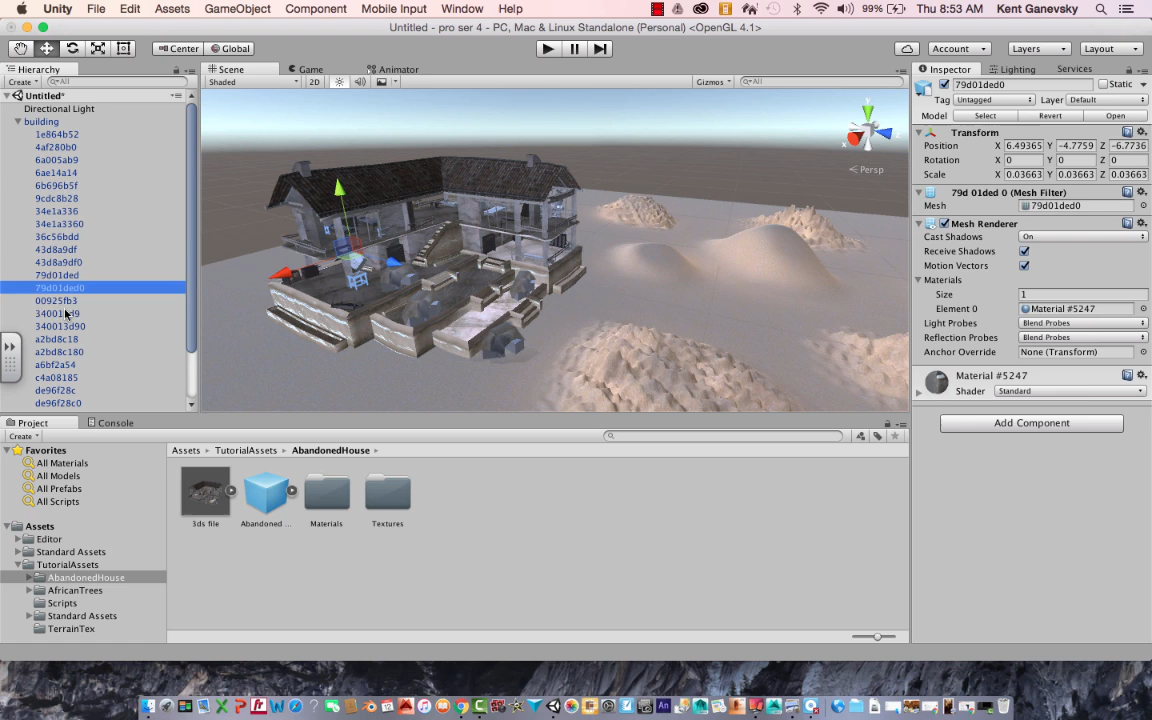 Unity File Edit Assets GameObject Component Mobile Input Window Help 99% Thu 8:53 AM Kent Ganevsky
Untitled - pro ser 4 - PC, Mac & Linux Standalone (Personal) <OpenGL 4.1>
Center Global Account Layers Layout
Hierarchy Scene Game Animator Inspector Lighting Services
Create All Shaded 2D Gizmos All
79d01ded0 Static
Untitled*
Tag Untagged Layer Default
Directional Light
Model Select Revert Open
building
1e864b52
Transform
4af280b0
Position X 6.49365 Y -4.7759 Z -6.7736
6a005ab9
Rotation X 0 Y 0 Z 0
6ae14a14
Scale X 0.03663 Y 0.03663 Z 0.03663
6b696b5f
79d 01ded 0 (Mesh Filter)
9cdc8b28
Mesh 79d01ded0
34e1a336
34e1a3360
Mesh Renderer
36c56bdd
Cast Shadows On
43d8a9df
Receive Shadows
43d8a9df0
Motion Vectors
79d01ded
Materials
79d01ded0
Size 1
00925fb3
Element 0 Material #5247
Light Probes Blend Probes
340013d90
Reflection Probes Blend Probes
a2bd8c18
Anchor Override None (Transform)
a2bd8c180
a6bf2a54
c4a08185
Material #5247
de96f28c
Shader Standard
de96f28c0
x Persp
Add Component
Project Console
Create
Favorites
All Materials
All Models
All Prefabs
All Scripts
Assets
Editor
Standard Assets
TutorialAssets
AbandonedHouse
AfricanTrees
Scripts
Standard Assets
TerrainTex
Assets TutorialAssets AbandonedHouse
3ds file Abandoned ... Materials Textures